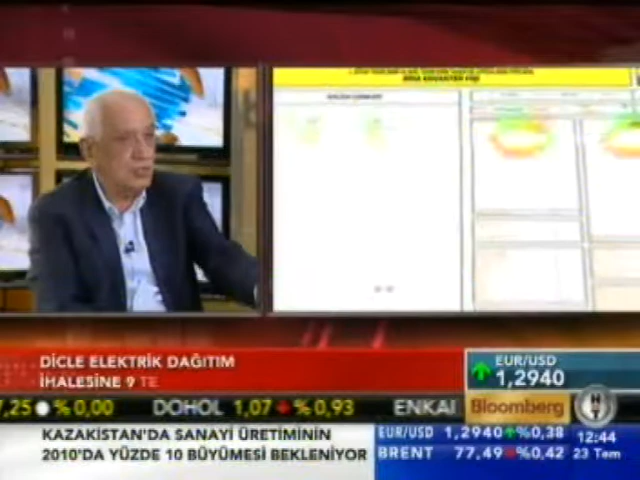 DİCLE ELEKTRİK DAĞITIM
İHALESİNE 9 TE
EUR/USD
1,2940
7,25 %0,00 DOHOL 1,07 %0,93 ENKAI
Bloomberg HT
KAZAKİSTAN'DA SANAYİ ÜRETİMİNİN
2010'DA YÜZDE 10 BÜYÜMESİ BEKLENİYOR
EUR/USD 1,2940 %0,38
BRENT 77,49 %0,42
12:44
23 Tem